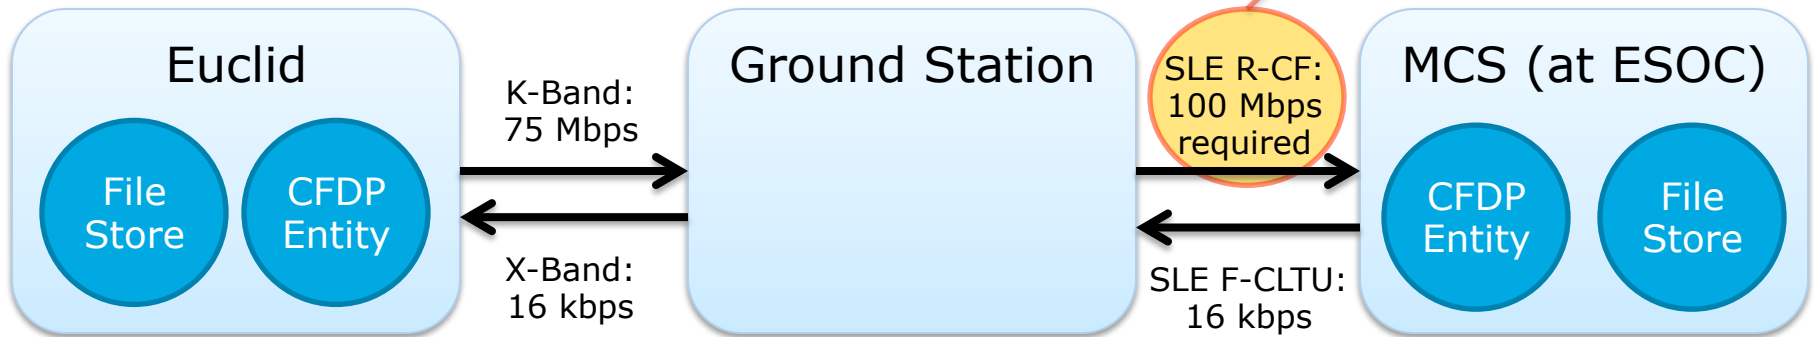 Euclid
File
Store
CFDP
Entity
K-Band:
75 Mbps
X-Band:
16 kbps
Ground Station
SLE R-CF:
100 Mbps
required
SLE F-CLTU:
16 kbps
MCS (at ESOC)
CFDP
Entity
File
Store